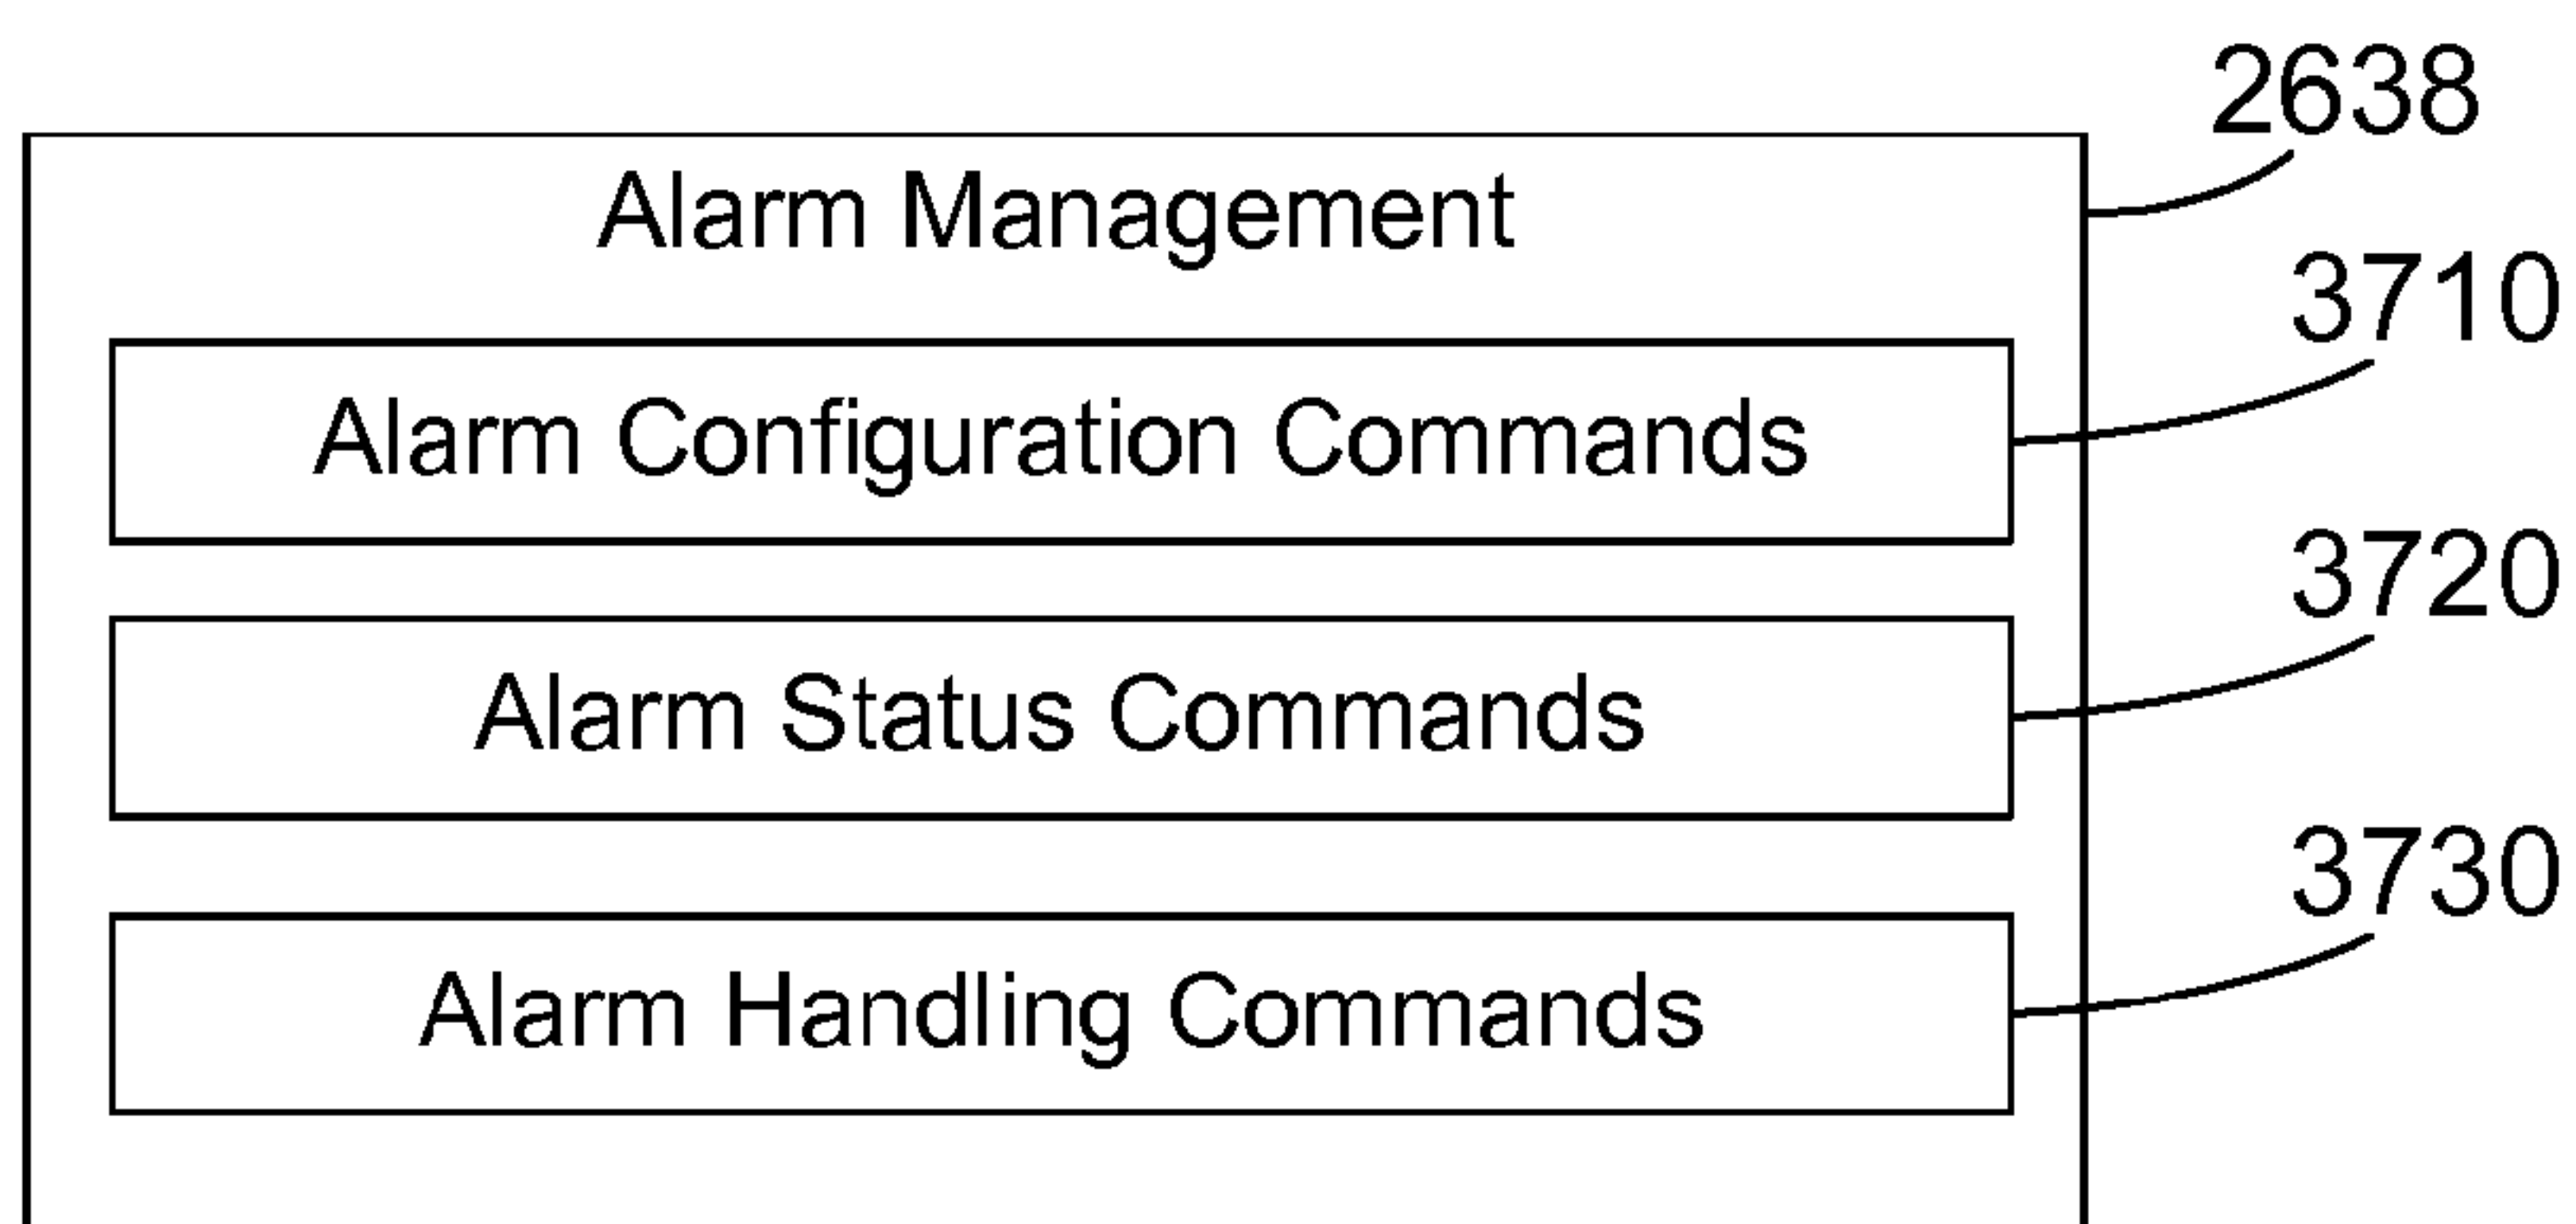 2638
Alarm Management
3710
Alarm Configuration Commands
3720
Alarm Status Commands
3730
Alarm Handling Commands